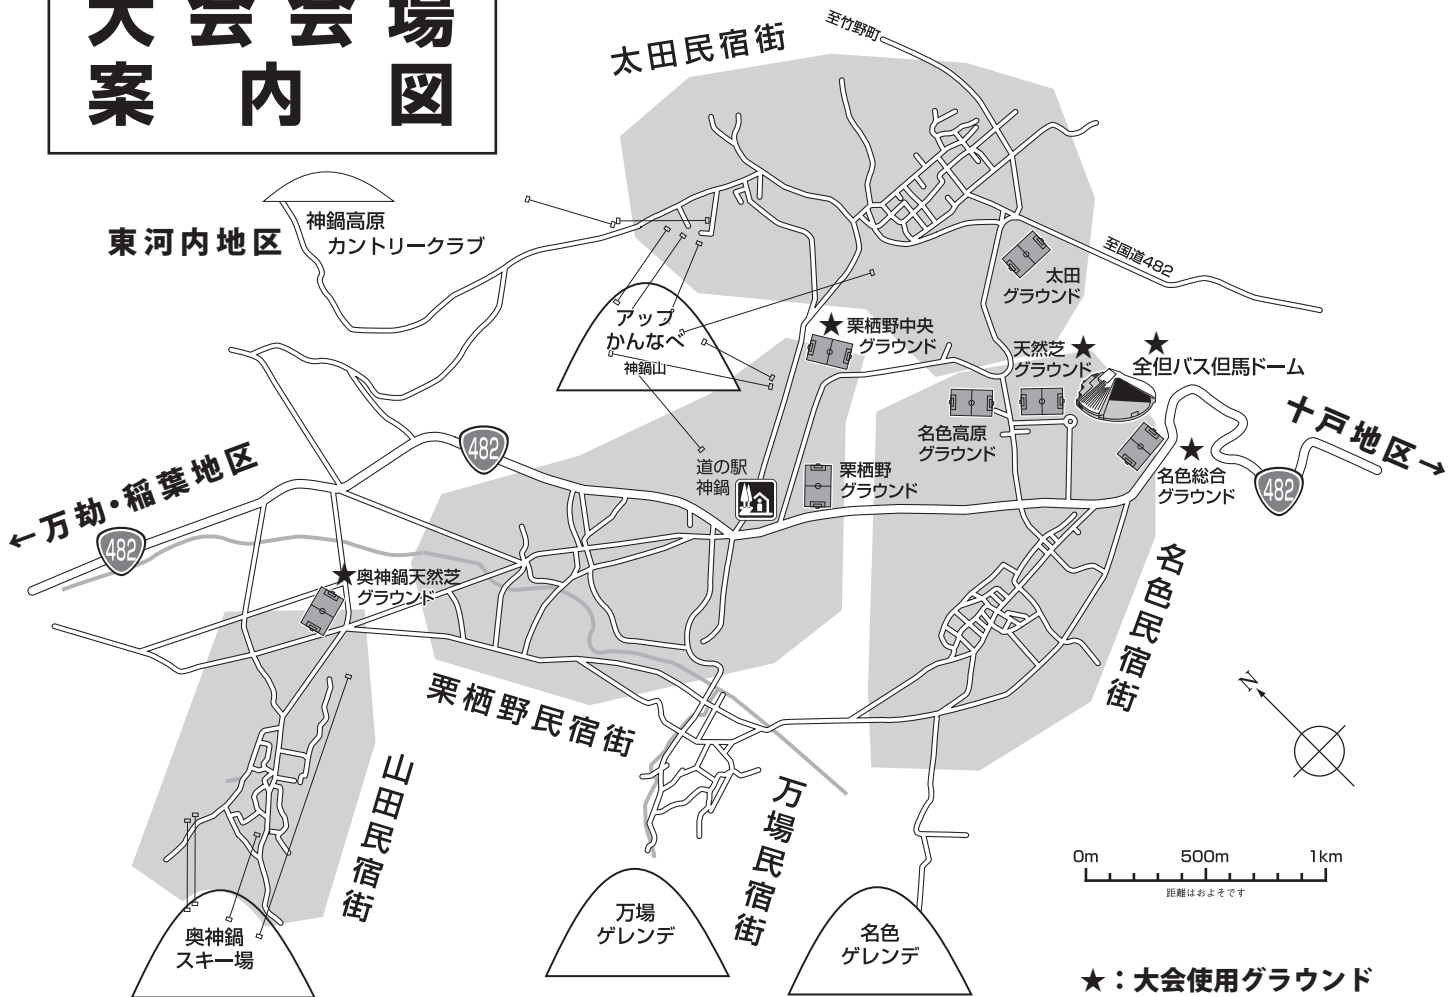 大会会場
案内図
太田民宿街
至竹野町
神鍋高原
カントリークラブ
東河内地区
至国道482
太田
グラウンド
アップ
かんなべ
神鍋山
★栗栖野中央
グラウンド
天然芝★
グラウンド
★
全但バス但馬ドーム
十戸地区→
名色高原
グラウンド
482
道の駅
神鍋
栗栖野
グラウンド
★
名色総合
グラウンド
482
←万劫・稲葉地区
482
★奥神鍋天然芝
グラウンド
名色民宿街
栗栖野民宿街
N
山田民宿街
万場民宿街
0m 500m 1km
距離はおよそです
奥神鍋
スキー場
万場
ゲレンデ
名色
ゲレンデ
★：大会使用グラウンド